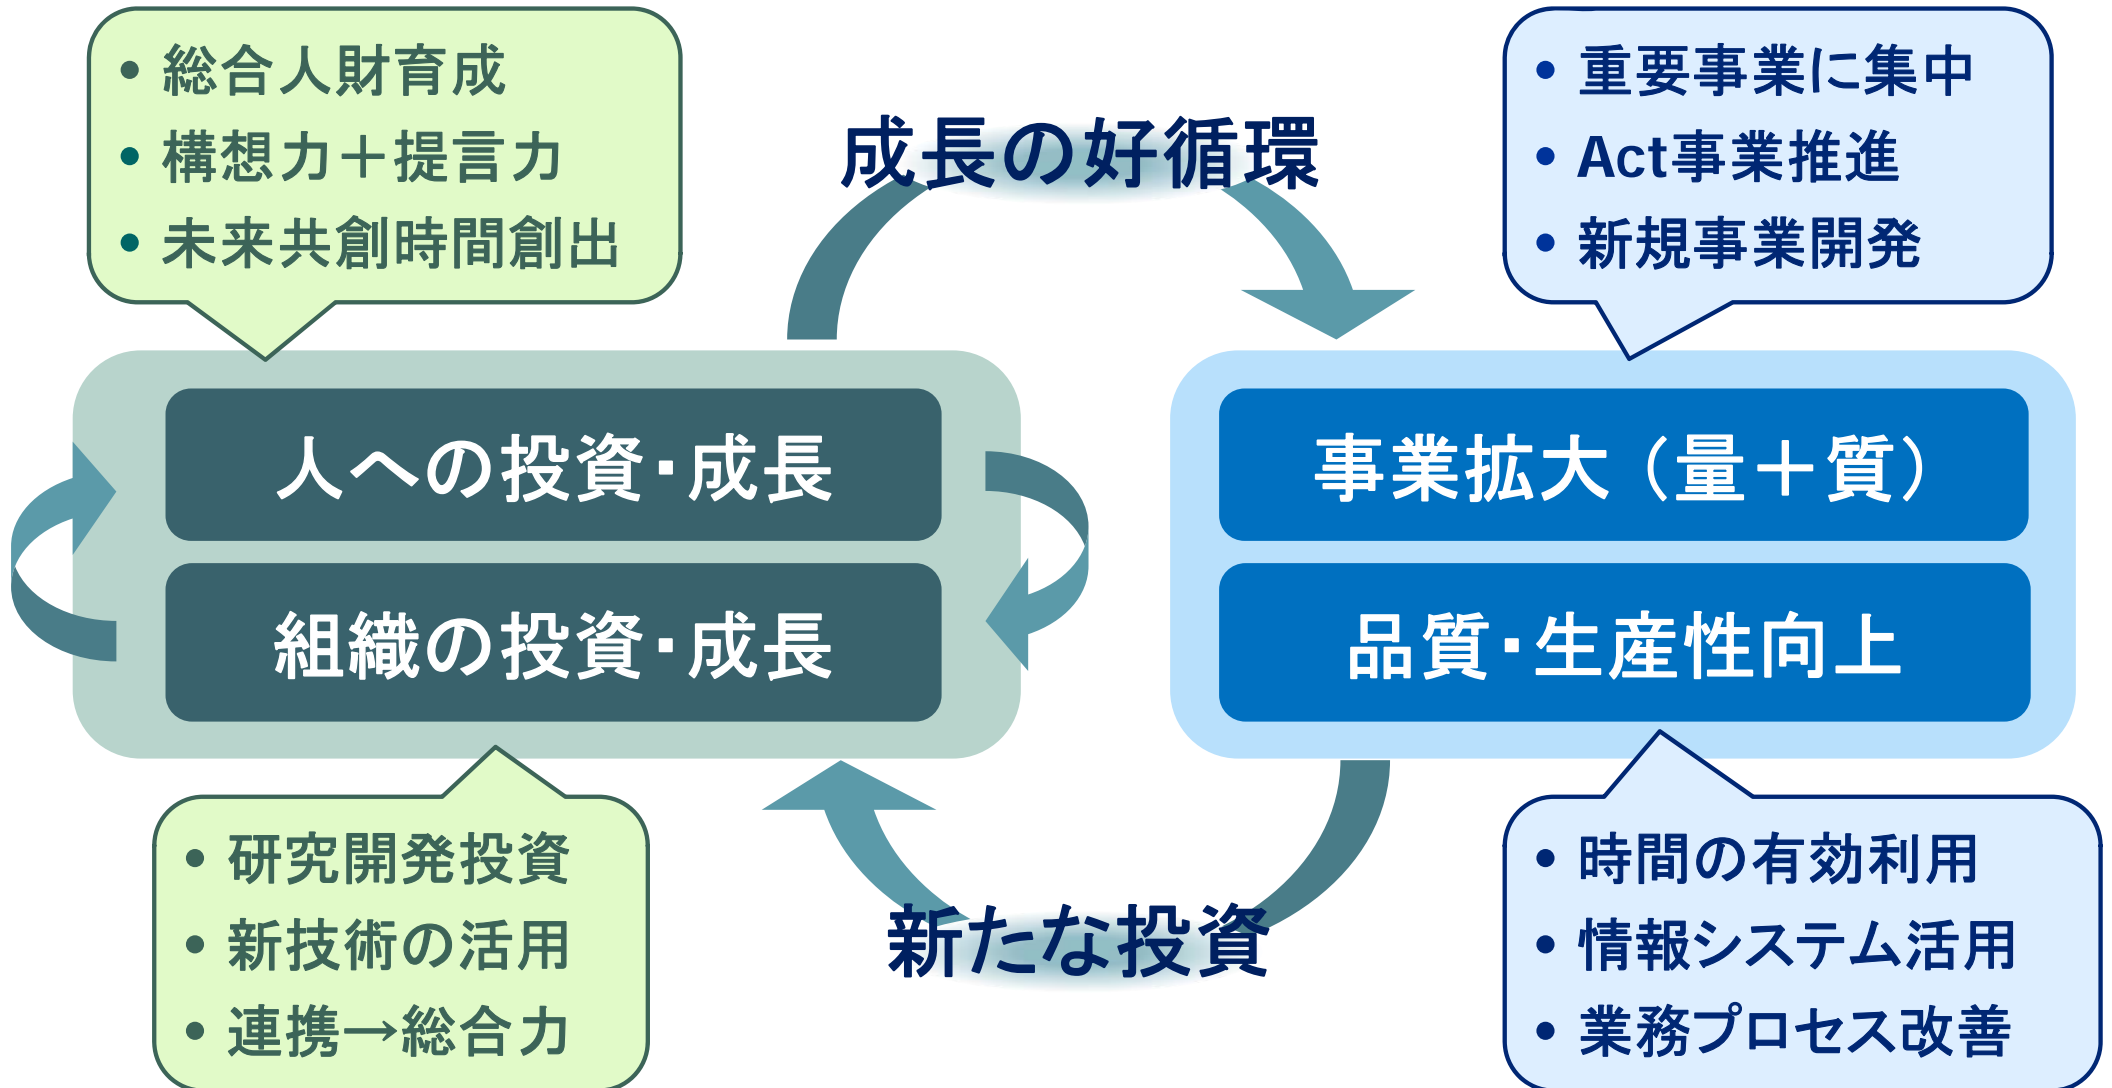 • 総合人財育成
• 構想力＋提言力
• 未来共創時間創出
成長の好循環
• 重要事業に集中
• Act事業推進
• 新規事業開発
人への投資・成長
組織の投資・成長
事業拡大（量＋質）
品質・生産性向上
• 研究開発投資
• 新技術の活用
• 連携→総合力
新たな投資
• 時間の有効利用
• 情報システム活用
• 業務プロセス改善